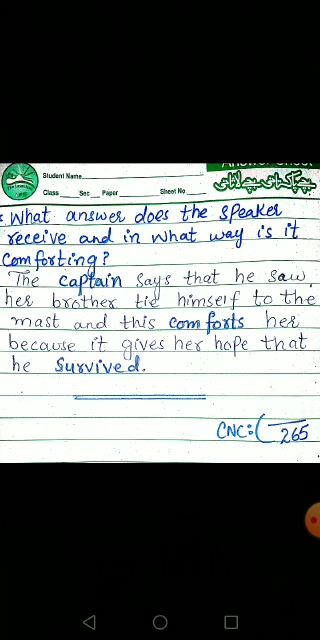 Answer Sheet
Student Name
Class Sec Paper Sheet No
What answer does the speaker
receive and in what way is it
comforting?
The captain says that he saw
her brother tie himself to the
mast and this comforts her
because it gives her hope that
he survived.
CNC:( 265